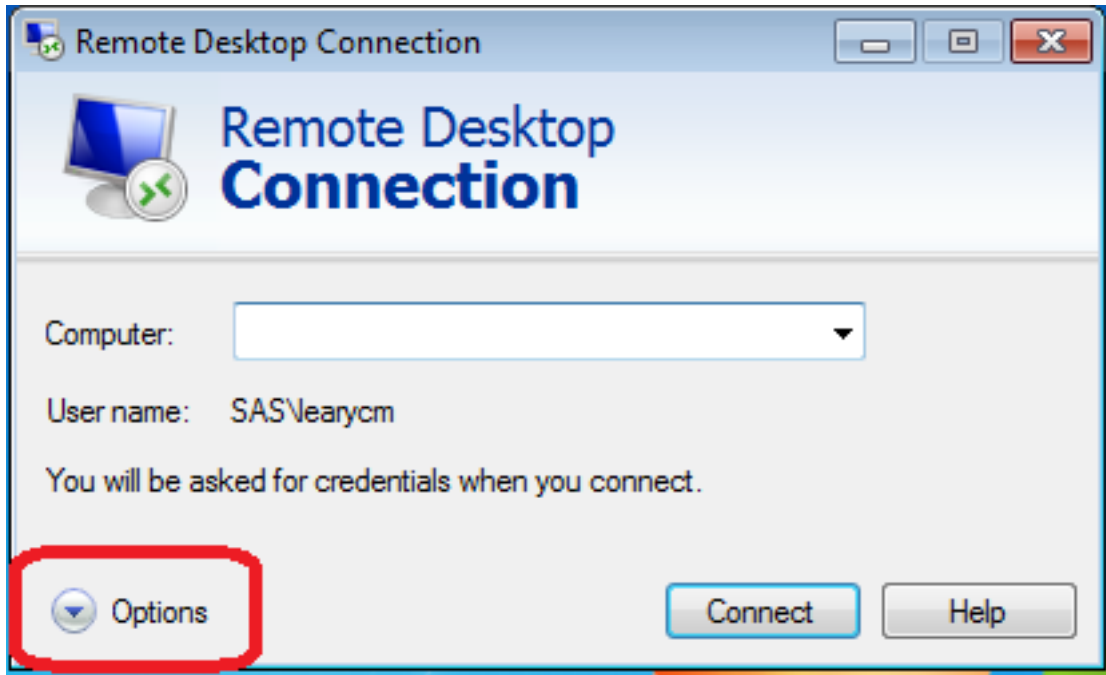 Remote Desktop Connection
Remote Desktop
Connection
Computer:
User name: SAS\learycm
You will be asked for credentials when you connect.
Options Connect Help